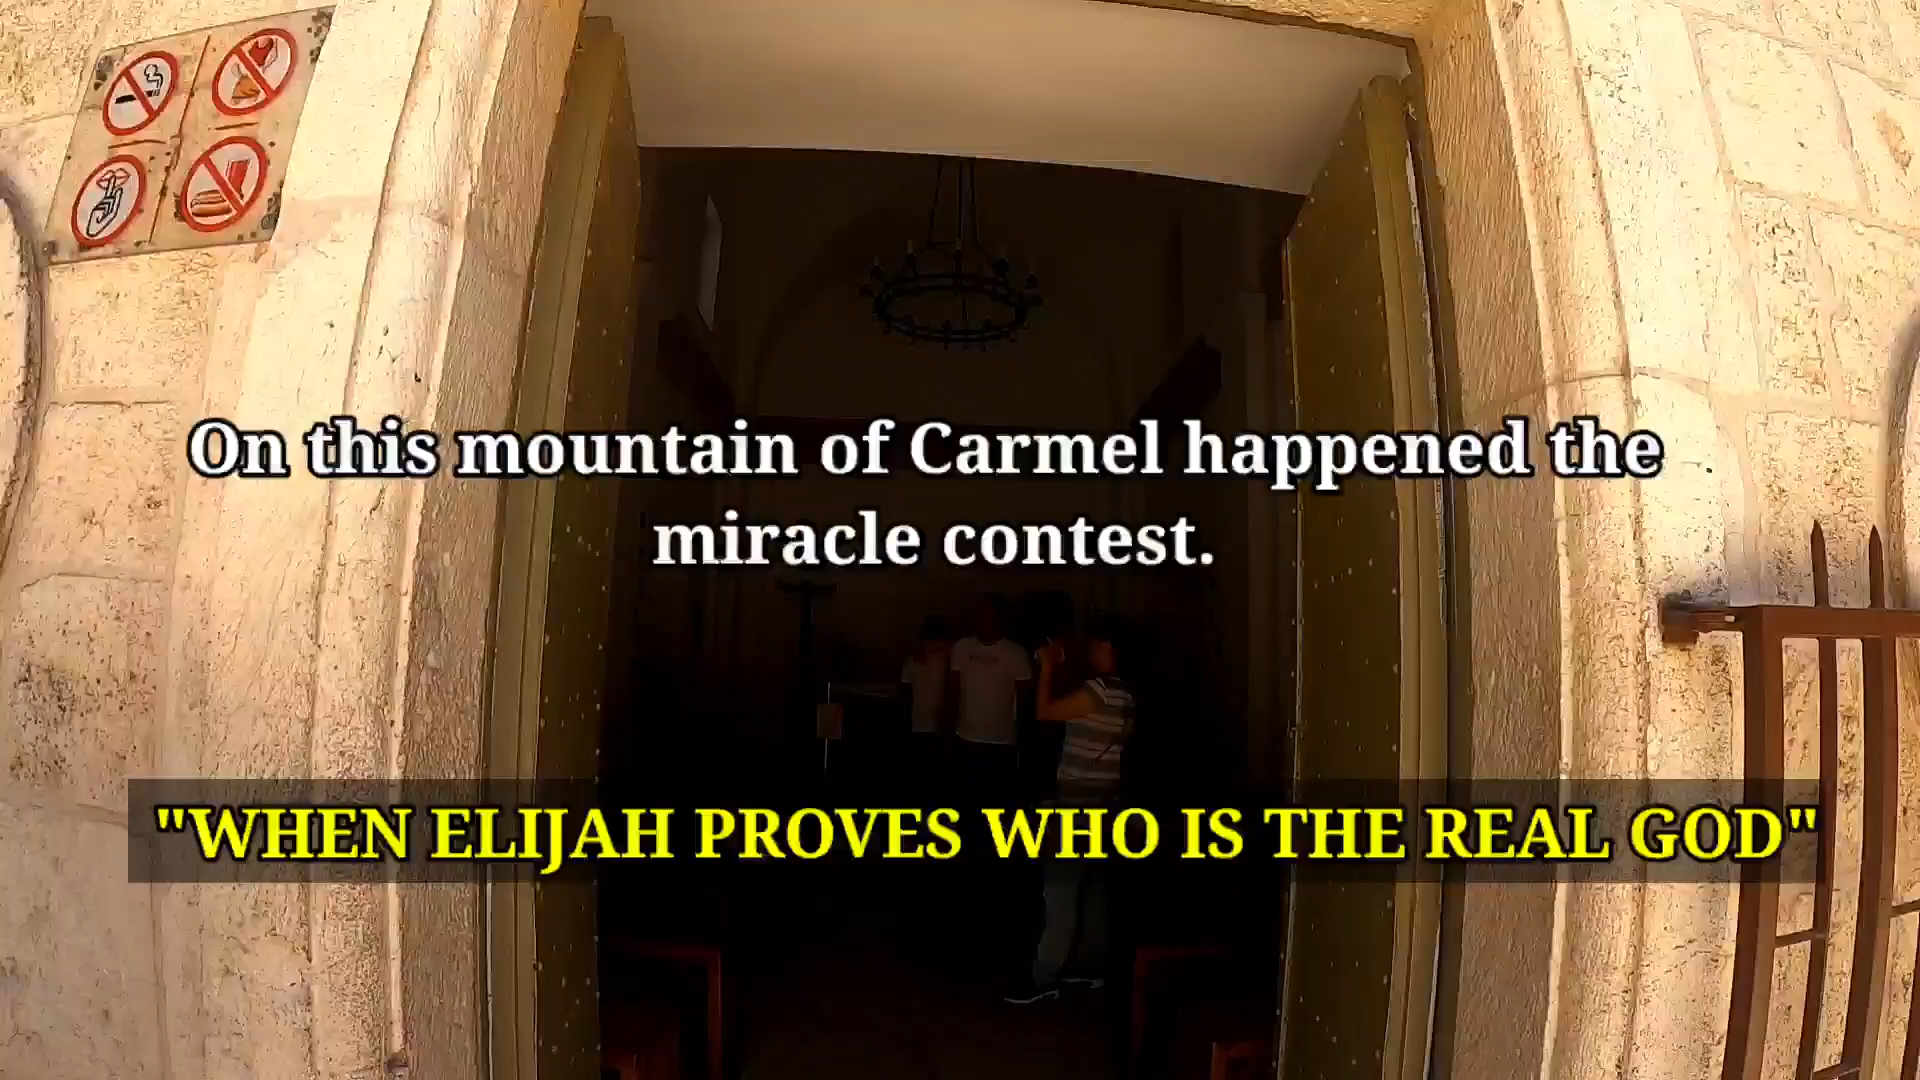 On this mountain of Carmel happened the
miracle contest.
"WHEN ELIJAH PROVES WHO IS THE REAL GOD"